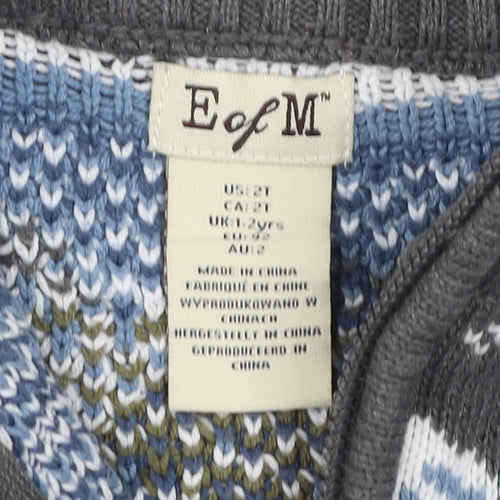 E of M™
US: 2T
CA: 2T
UK: 1-2yrs
EU: 92
AU: 2
MADE IN CHINA
FABRIQUÉ EN CHINE
WYPRODUKOWANO W
CHINACH
HERGESTELLT IN CHINA
GEPRODUCEERD IN
CHINA